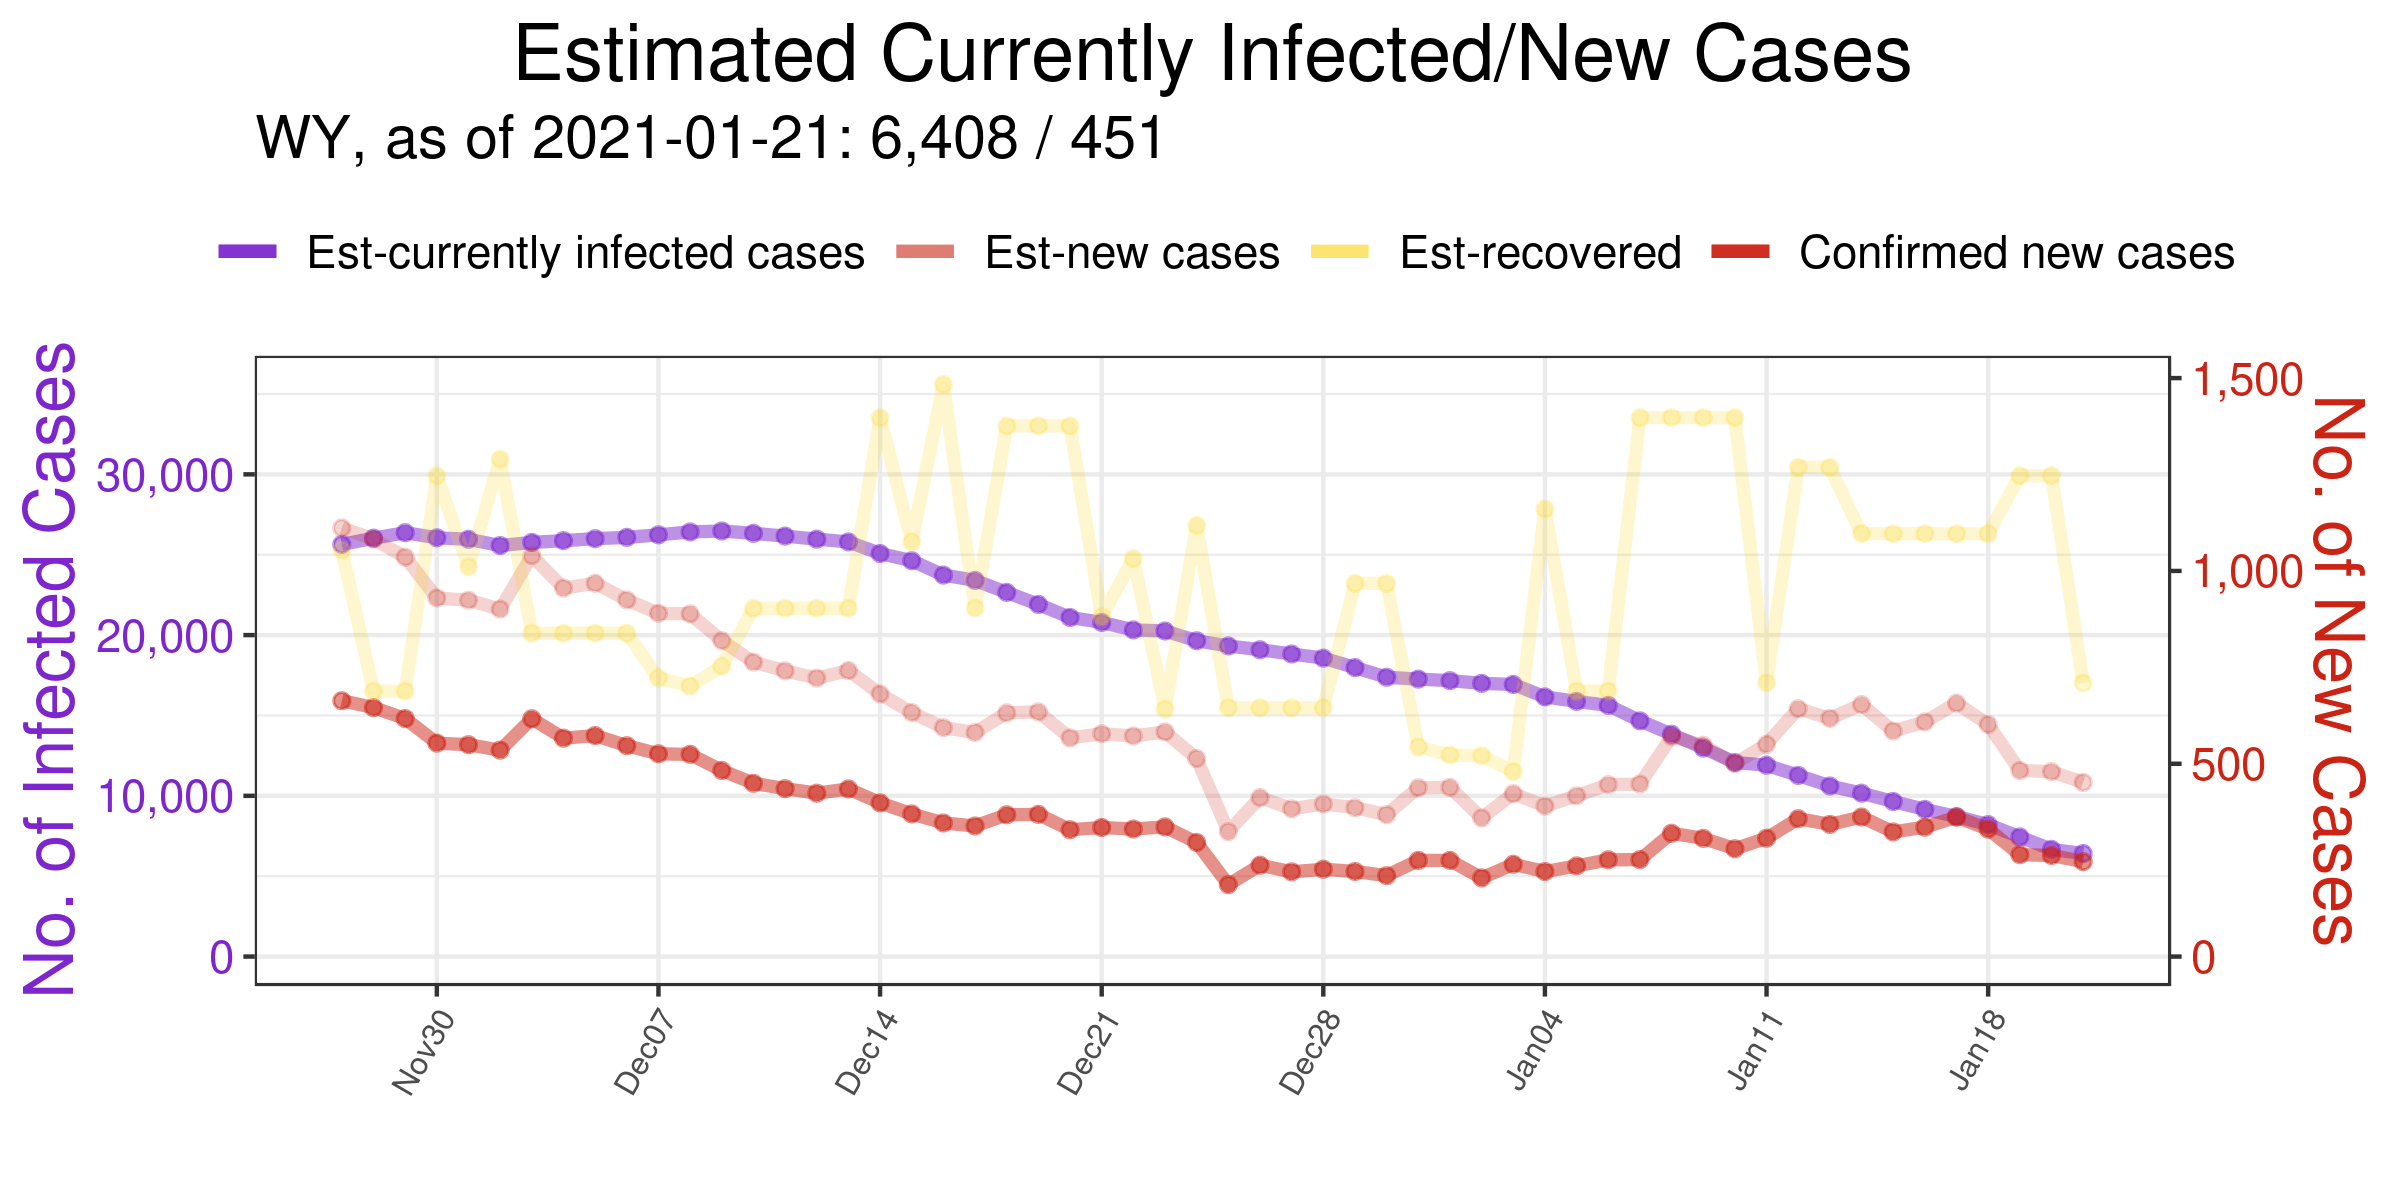 Estimated Currently Infected/New Cases
WY, as of 2021-01-21: 6,408 / 451
Est-currently infected cases Est-new cases Est-recovered Confirmed new cases
No. of Infected Cases
30,000
20,000
10,000
0
1,500
1,000
500
0
No. of New Cases
Nov30 Dec07 Dec14 Dec21 Dec28 Jan04 Jan11 Jan18